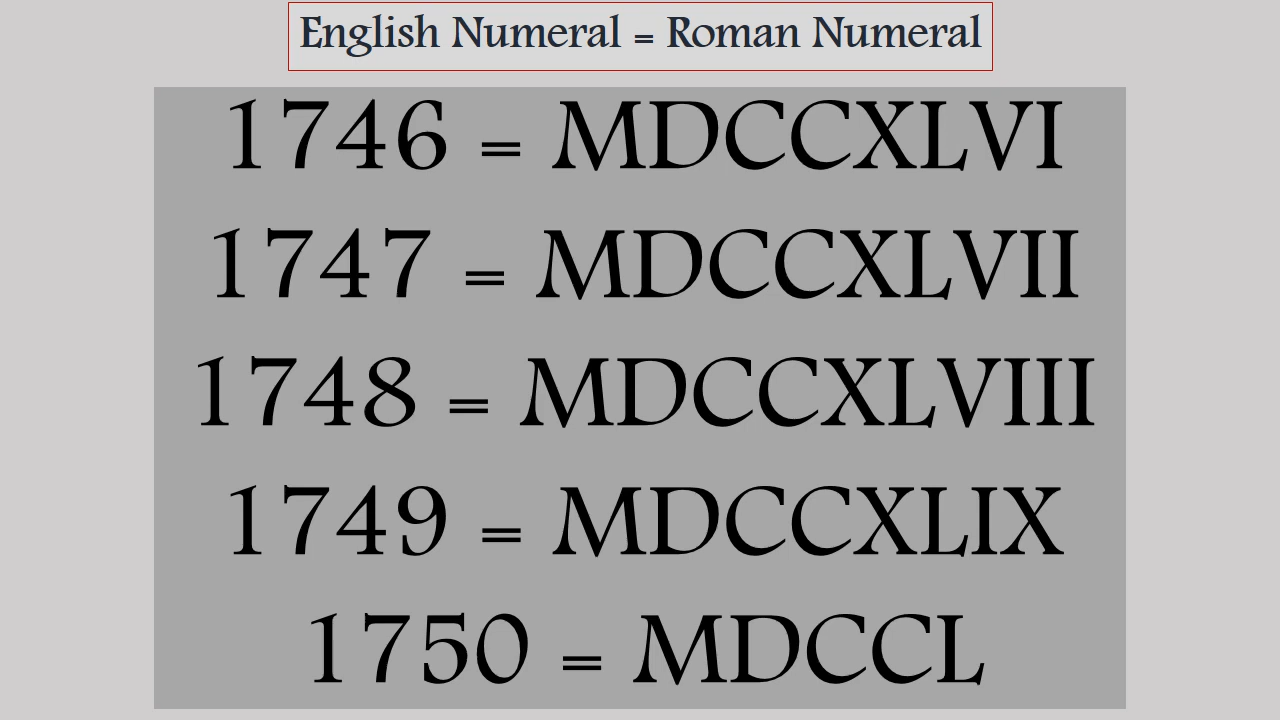 English Numeral = Roman Numeral
1746 = MDCCXLVI
1747 = MDCCXLVII
1748 = MDCCXLVIII
1749 = MDCCXLIX
1750 = MDCCL